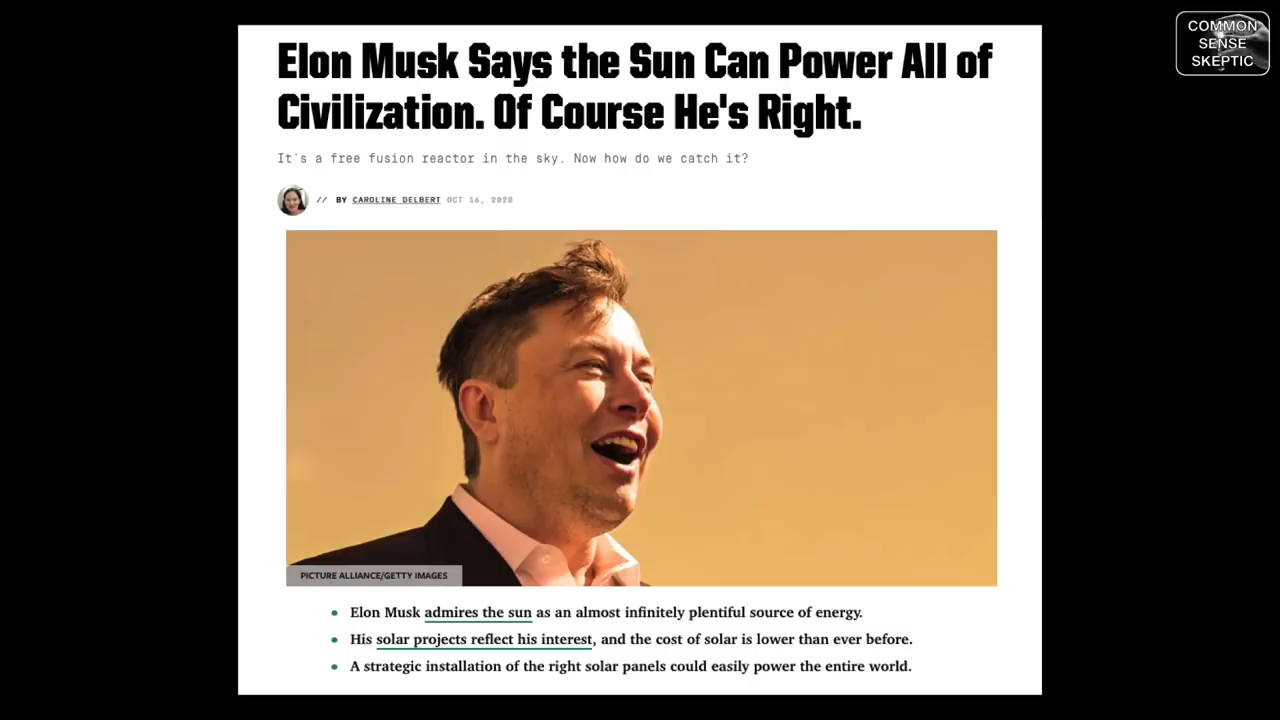 COMMON
SENSE
SKEPTIC
Elon Musk Says the Sun Can Power All of
Civilization. Of Course He's Right.
It's a free fusion reactor in the sky. Now how do we catch it?
// BY CAROLINE DELBERT OCT 16, 2020
PICTURE ALLIANCE/GETTY IMAGES
• Elon Musk admires the sun as an almost infinitely plentiful source of energy.
• His solar projects reflect his interest, and the cost of solar is lower than ever before.
• A strategic installation of the right solar panels could easily power the entire world.